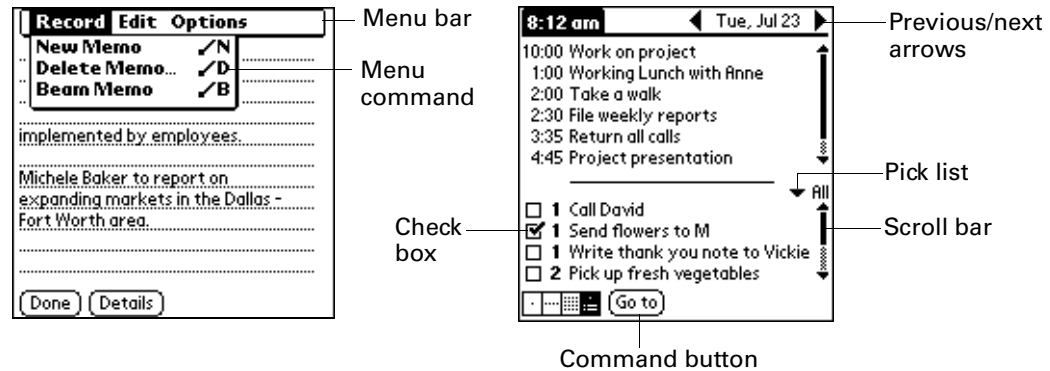 Record Edit Options
New Memo /N
Delete Memo... /D
Beam Memo /B
implemented by employees.
Michele Baker to report on
expanding markets in the Dallas -
Fort Worth area.
Done Details
Menu bar
Menu
command
8:12 am Tue, Jul 23
10:00 Work on project
1:00 Working Lunch with Anne
2:00 Take a walk
2:30 File weekly reports
3:35 Return all calls
4:45 Project presentation
All
1 Call David
1 Send flowers to M
1 Write thank you note to Vickie
2 Pick up fresh vegetables
Go to
Previous/next
arrows
Pick list
Scroll bar
Check
box
Command button